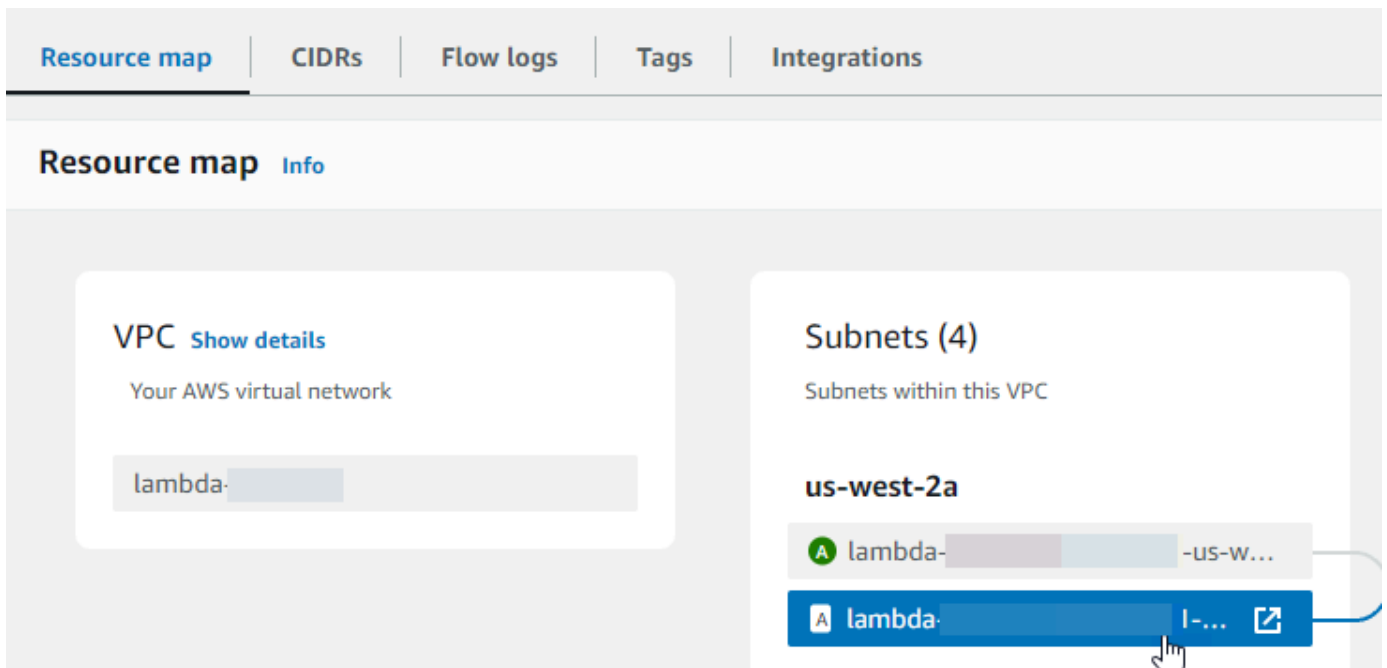 Resource map CIDRs Flow logs Tags Integrations
Resource map Info
VPC Show details
Your AWS virtual network
lambda-
Subnets (4)
Subnets within this VPC
us-west-2a
A lambda- -us-w...
A lambda- l-...